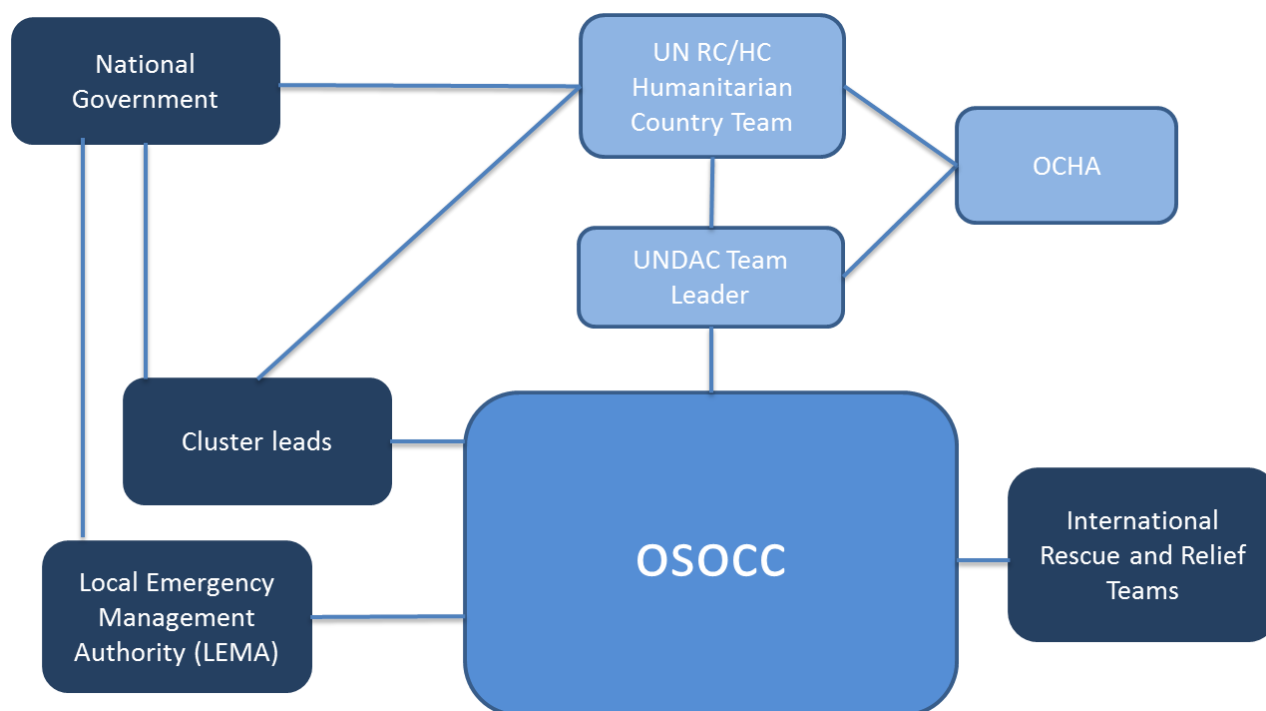 National
Government
UN RC/HC
Humanitarian
Country Team
OCHA
UNDAC Team
Leader
Cluster leads
OSOCC
International
Rescue and Relief
Teams
Local Emergency
Management
Authority (LEMA)